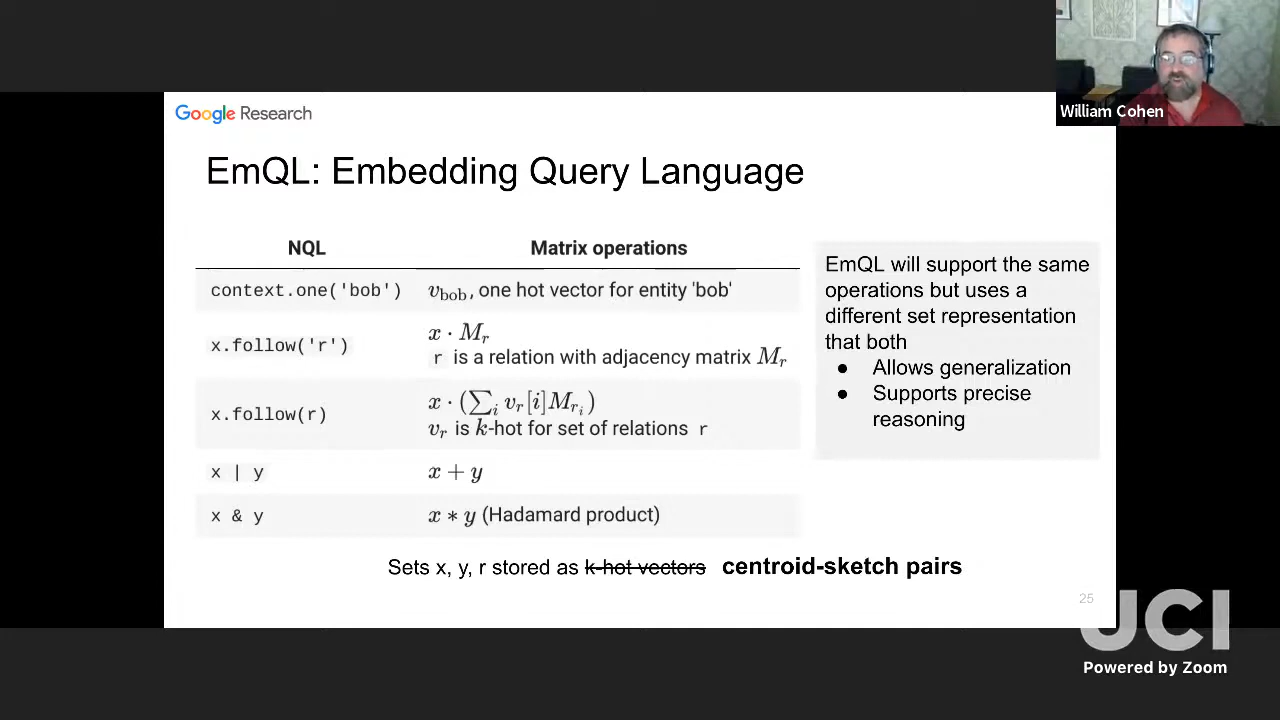 William Cohen
Google Research
EmQL: Embedding Query Language
NQL Matrix operations
context.one('bob') v_bob, one hot vector for entity 'bob'
x.follow('r') x · M_r
r is a relation with adjacency matrix M_r
x.follow(r) x · (∑_i v_r[i]M_{r_i})
v_r is k-hot for set of relations r
x | y x + y
x & y x * y (Hadamard product)
EmQL will support the same
operations but uses a
different set representation
that both
● Allows generalization
● Supports precise
reasoning
Sets x, y, r stored as k-hot vectors centroid-sketch pairs
25
UCI
Powered by Zoom